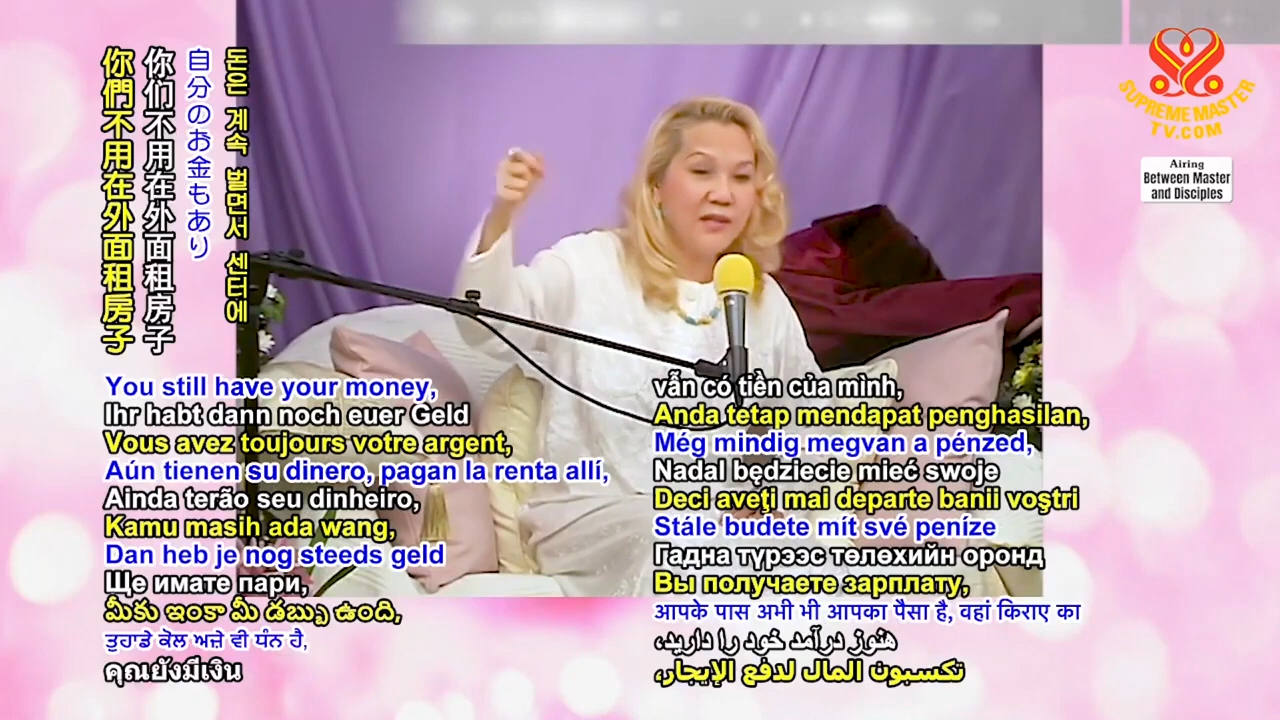 你們不用在外面租房子
你们不用在外面租房子
自分のお金もあり
돈은 계속 벌면서 센터에
SUPREME MASTER
TV.COM
Airing
Between Master
and Disciples
You still have your money,
Ihr habt dann noch euer Geld
Vous avez toujours votre argent,
Aún tienen su dinero, pagan la renta allí,
Ainda terão seu dinheiro,
Kamu masih ada wang,
Dan heb je nog steeds geld
Ще имате пари,
మీకు ఇంకా మీ డబ్బు ఉంది,
ਤੁਹਾਡੇ ਕੋਲ ਅਜੇ ਵੀ ਧੰਨ ਹੈ,
คุณยังมีเงิน
vẫn có tiền của mình,
Anda tetap mendapat penghasilan,
Még mindig megvan a pénzed,
Nadal będziecie mieć swoje
Deci aveţi mai departe banii voştri
Stále budete mít své peníze
Гадна түрээс төлөхийн оронд
Вы получаете зарплату,
आपके पास अभी भी आपका पैसा है, वहां किराए का
هنوز درآمد خود را دارید،
تكسبون المال لدفع الإيجار،